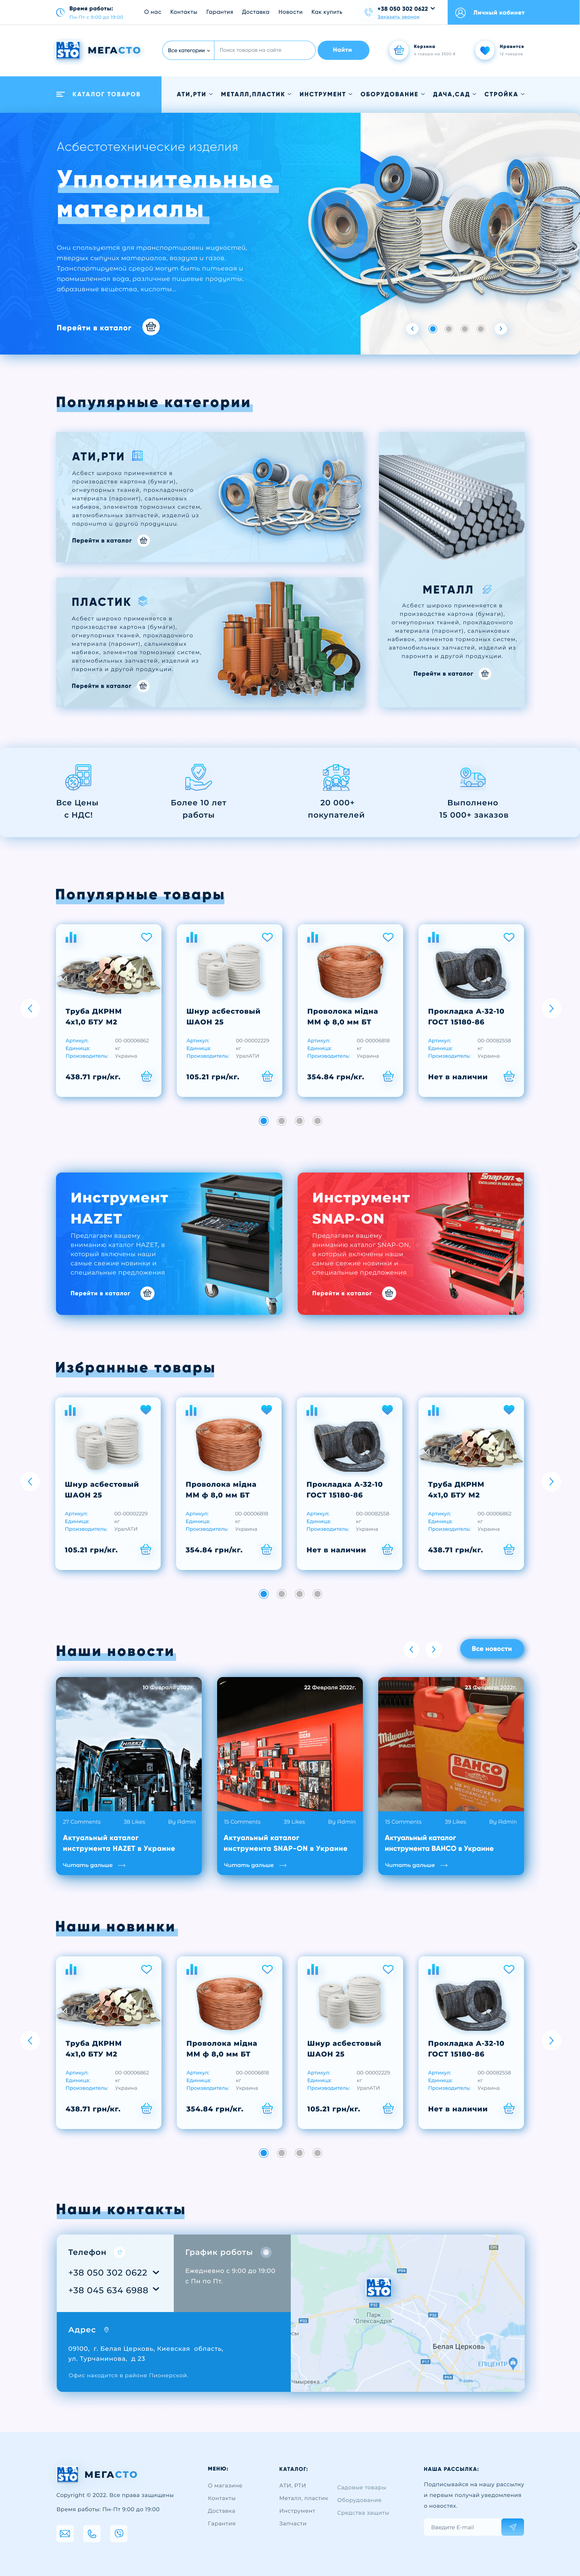 Время работы:
Пн-Пт с 9:00 до 19:00
О нас Контакты Гарантия Доставка Новости Как купить
+38 050 302 0622
Заказать звонок
Личный кабинет
МЕГАСТО
Все категории
Поиск товаров на сайте
Найти
Корзина
Нравится
КАТАЛОГ ТОВАРОВ
АТИ,РТИ МЕТАЛЛ,ПЛАСТИК ИНСТРУМЕНТ ОБОРУДОВАНИЕ ДАЧА,САД СТРОЙКА
Асбестотехнические изделия
Уплотнительные
материалы
Они спользуются для транспортировки жидкостей,
твердых сыпучих материалов, воздуха и газов.
Транспортируемой средой могут быть питьевая и
промышленная вода, различные пищевые продукты,
абразивные вещества, кислоты...
Перейти в каталог
Популярные категории
АТИ,РТИ
Асбест широко применяется в
производстве картона (бумаги),
огнеупорных тканей, прокладочного
материала (паронит), сальниковых
набивок, элементов тормозных систем,
автомобильных запчастей, изделий из
паронита и другой продукции.
Перейти в каталог
ПЛАСТИК
Асбест широко применяется в
производстве картона (бумаги),
огнеупорных тканей, прокладочного
материала (паронит), сальниковых
набивок, элементов тормозных систем,
автомобильных запчастей, изделий из
паронита и другой продукции.
Перейти в каталог
МЕТАЛЛ
Асбест широко применяется в
производстве картона (бумаги),
огнеупорных тканей, прокладочного
материала (паронит), сальниковых
набивок, элементов тормозных систем,
автомобильных запчастей, изделий из
паронита и другой продукции.
Перейти в каталог
Все Цены
с НДС!
Более 10 лет
работы
20 000+
покупателей
Выполнено
15 000+ заказов
Популярные товары
Труба ДКРНМ
4х1,0 БТУ М2
Артикул: 00-00006862
Единица: кг
Производитель: Украина
438.71 грн/кг.
Шнур асбестовый
ШАОН 25
Артикул: 00-00002229
Единица: кг
Производитель: УралАТИ
105.21 грн/кг.
Проволока мідна
ММ ф 8,0 мм БТ
Артикул: 00-00006818
Единица: кг
Производитель: Украина
354.84 грн/кг.
Прокладка А-32-10
ГОСТ 15180-86
Артикул: 00-00082558
Единица: кг
Производитель: Украина
Нет в наличии
Инструмент
HAZET
Предлагаем вашему
вниманию каталог HAZET, в
который включены наши
самые свежие новинки и
специальные предложения
Перейти в каталог
Инструмент
SNAP-ON
Предлагаем вашему
вниманию каталог SNAP-ON,
в который включены наши
самые свежие новинки и
специальные предложения
Перейти в каталог
Snap-on
Избранные товары
Шнур асбестовый
ШАОН 25
Артикул: 00-00002229
Единица: кг
Производитель: УралАТИ
105.21 грн/кг.
Проволока мідна
ММ ф 8,0 мм БТ
Артикул: 00-00006818
Единица: кг
Производитель: Украина
354.84 грн/кг.
Прокладка А-32-10
ГОСТ 15180-86
Артикул: 00-00082558
Единица: кг
Производитель: Украина
Нет в наличии
Труба ДКРНМ
4х1,0 БТУ М2
Артикул: 00-00006862
Единица: кг
Производитель: Украина
438.71 грн/кг.
Наши новости
Все новости
10 Февраля 2022г.
27 Comments 38 Likes By Admin
Актуальный каталог
инструмента HAZET в Украине
Читать дальше
22 Февраля 2022г.
15 Comments 39 Likes By Admin
Актуальный каталог
инструмента SNAP-ON в Украине
Читать дальше
23 Февраля 2022г.
Milwaukee
BAHCO
15 Comments 39 Likes By Admin
Актуальный каталог
инструмента BAHCO в Украине
Читать дальше
Наши новинки
Труба ДКРНМ
4х1,0 БТУ М2
Артикул: 00-00006862
Единица: кг
Производитель: Украина
438.71 грн/кг.
Проволока мідна
ММ ф 8,0 мм БТ
Артикул: 00-00006818
Единица: кг
Производитель: Украина
354.84 грн/кг.
Шнур асбестовый
ШАОН 25
Артикул: 00-00002229
Единица: кг
Производитель: УралАТИ
105.21 грн/кг.
Прокладка А-32-10
ГОСТ 15180-86
Артикул: 00-00082558
Единица: кг
Производитель: Украина
Нет в наличии
Наши контакты
Телефон
+38 050 302 0622
+38 045 634 6988
График роботы
Ежедневно с 9:00 до 19:00
с Пн по Пт.
Адрес
09100, г. Белая Церковь, Киевская область,
ул. Турчанинова, д 23
Офис находится в районе Пионерской.
Парк
"Олександрія"
Белая Церковь
ЕПІЦЕНТР
Чмыревка
МЕГАСТО
Copyright © 2022. Все права защищены
Время работы: Пн-Пт 9:00 до 19:00
МЕНЮ:
О магазине
Контакты
Доставка
Гарантия
КАТАЛОГ:
АТИ, РТИ
Металл, пластик
Инструмент
Запчасти
Садовые товары
Оборудование
Средства защиты
НАША РАССЫЛКА:
Подписывайся на нашу рассылку
и первым получай уведомления
о новостях.
Введите E-mail